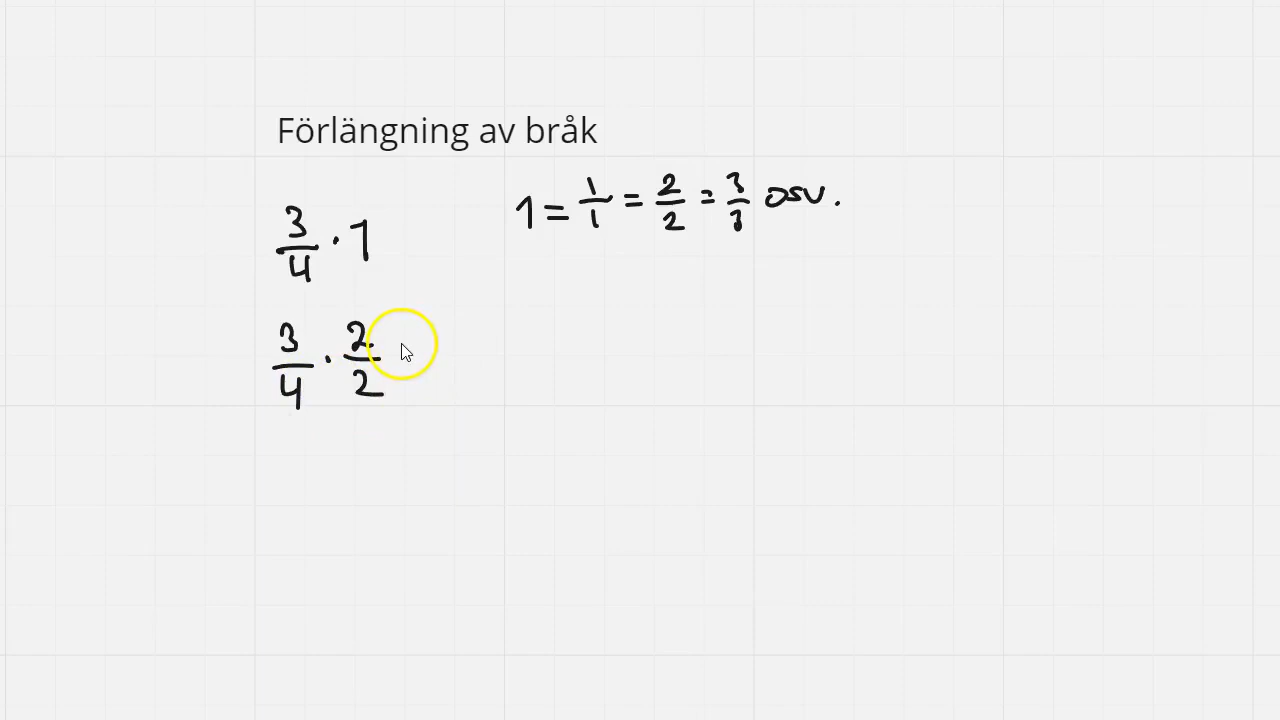 Förlängning av bråk
1 = 1/1 = 2/2 = 3/3 osv.
3/4 · 1
3/4 · 2/2